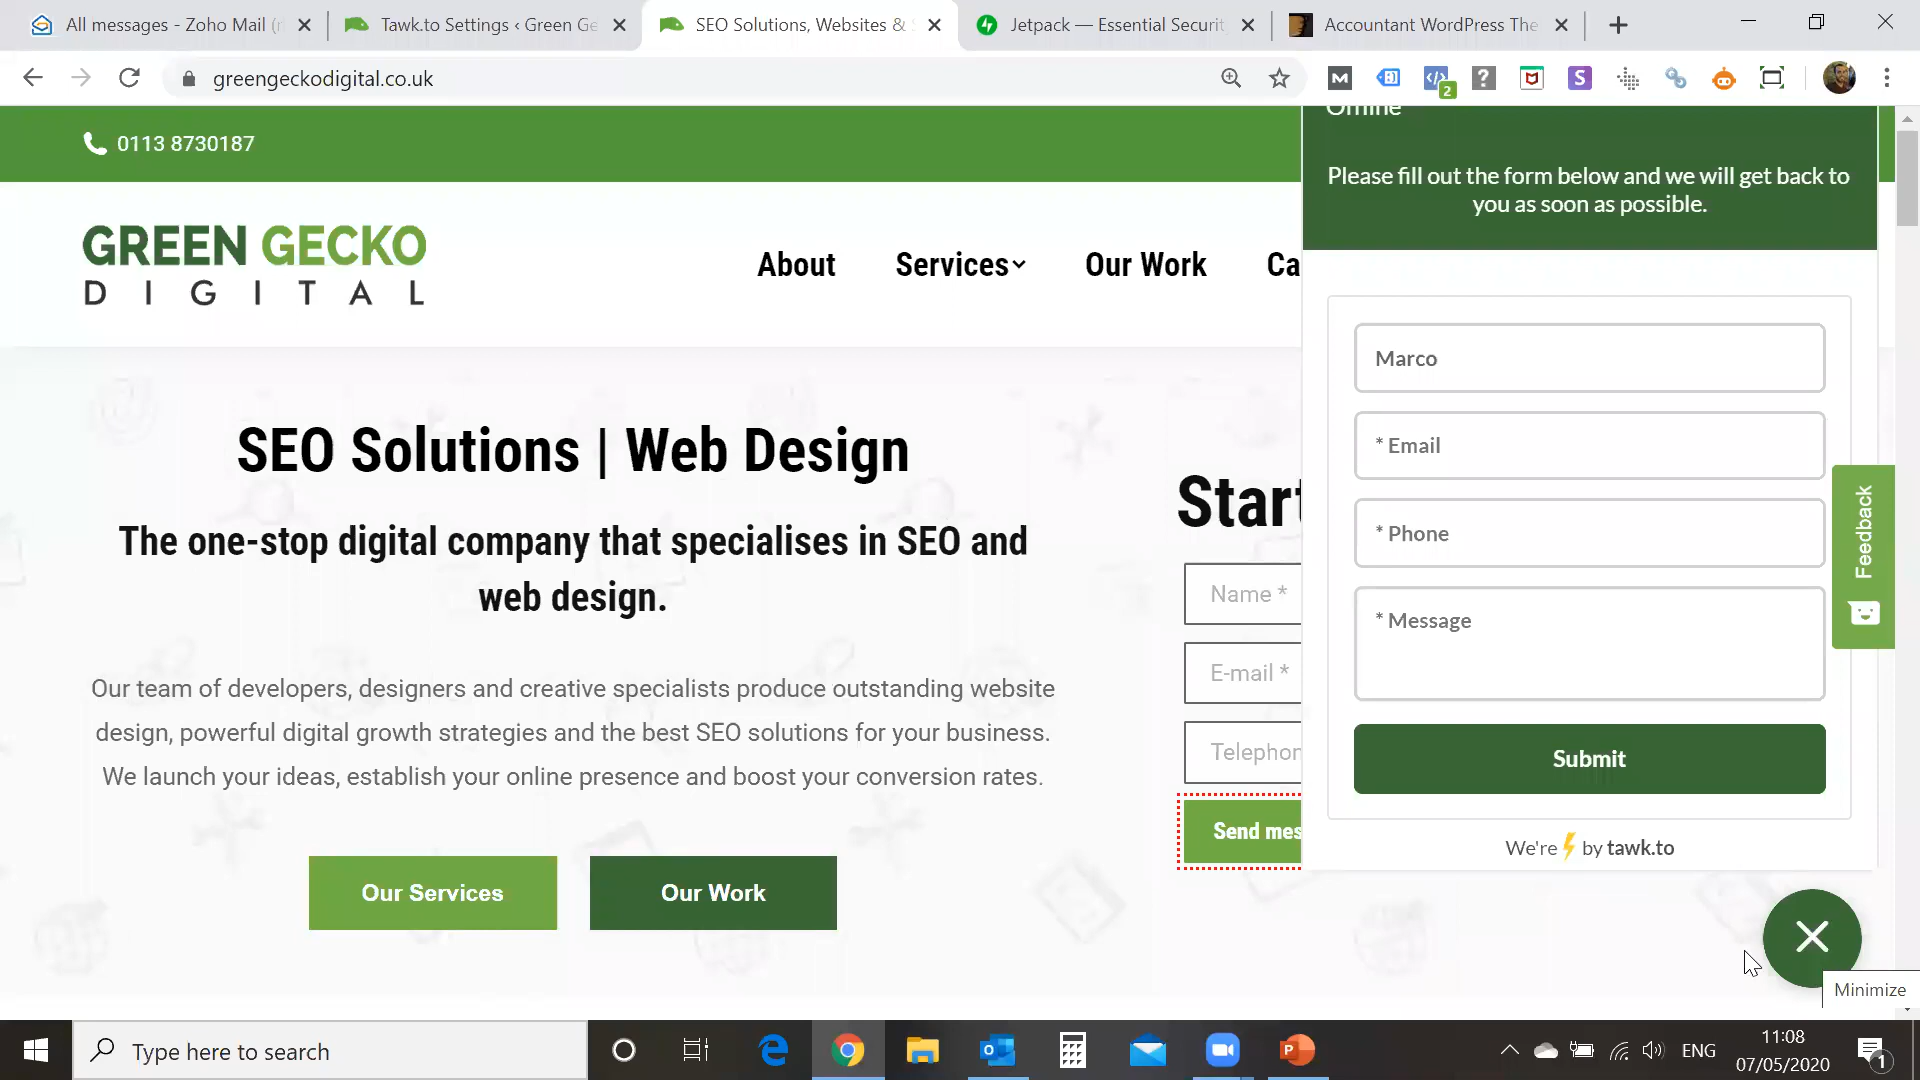 All messages - Zoho Mail (r
Tawk.to Settings ‹ Green Ge
SEO Solutions, Websites &
Jetpack — Essential Securit
Accountant WordPress The
greengeckodigital.co.uk
2
0113 8730187
GREEN GECKO
DIGITAL
About
Services
Our Work
Ca
Offline
Please fill out the form below and we will get back to
you as soon as possible.
Marco
* Email
* Phone
* Message
Submit
We're by tawk.to
Feedback
SEO Solutions | Web Design
The one-stop digital company that specialises in SEO and
web design.
Our team of developers, designers and creative specialists produce outstanding website
design, powerful digital growth strategies and the best SEO solutions for your business.
We launch your ideas, establish your online presence and boost your conversion rates.
Our Services
Our Work
Start
Name *
E-mail *
Telephon
Send mes
Minimize
Type here to search
ENG
11:08
07/05/2020
1